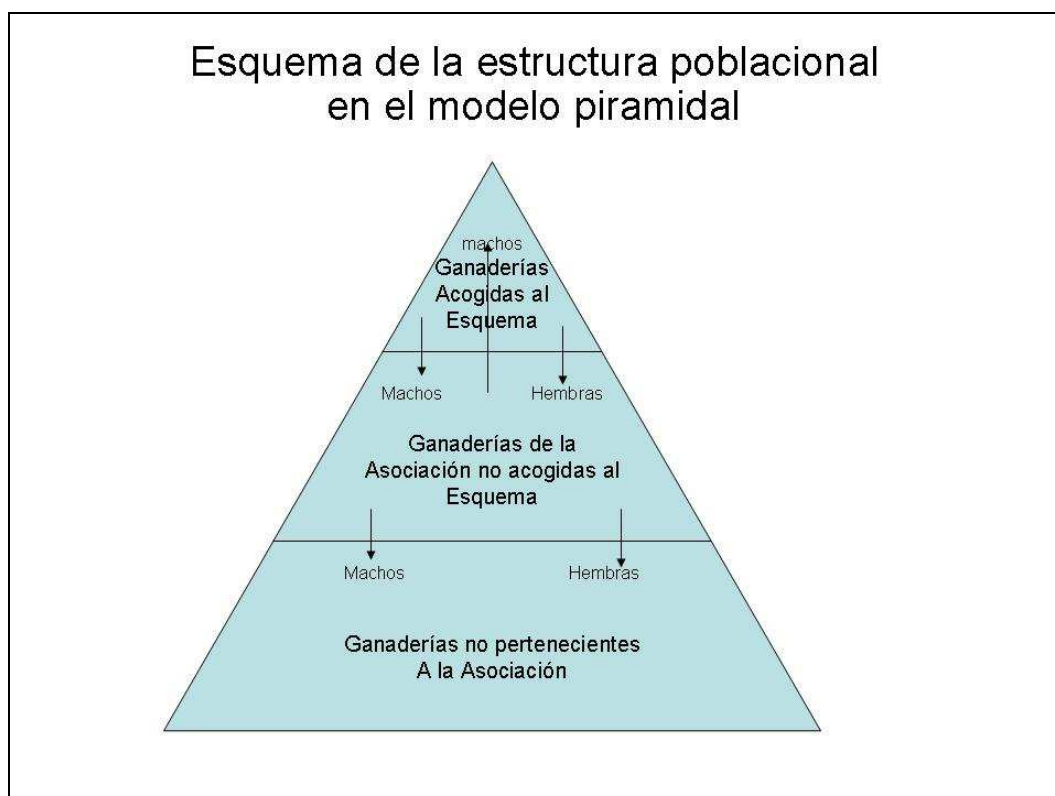 Esquema de la estructura poblacional
en el modelo piramidal
machos
Ganaderías
Acogidas al
Esquema
Machos
Hembras
Ganaderías de la
Asociación no acogidas al
Esquema
Machos
Hembras
Ganaderías no pertenecientes
A la Asociación